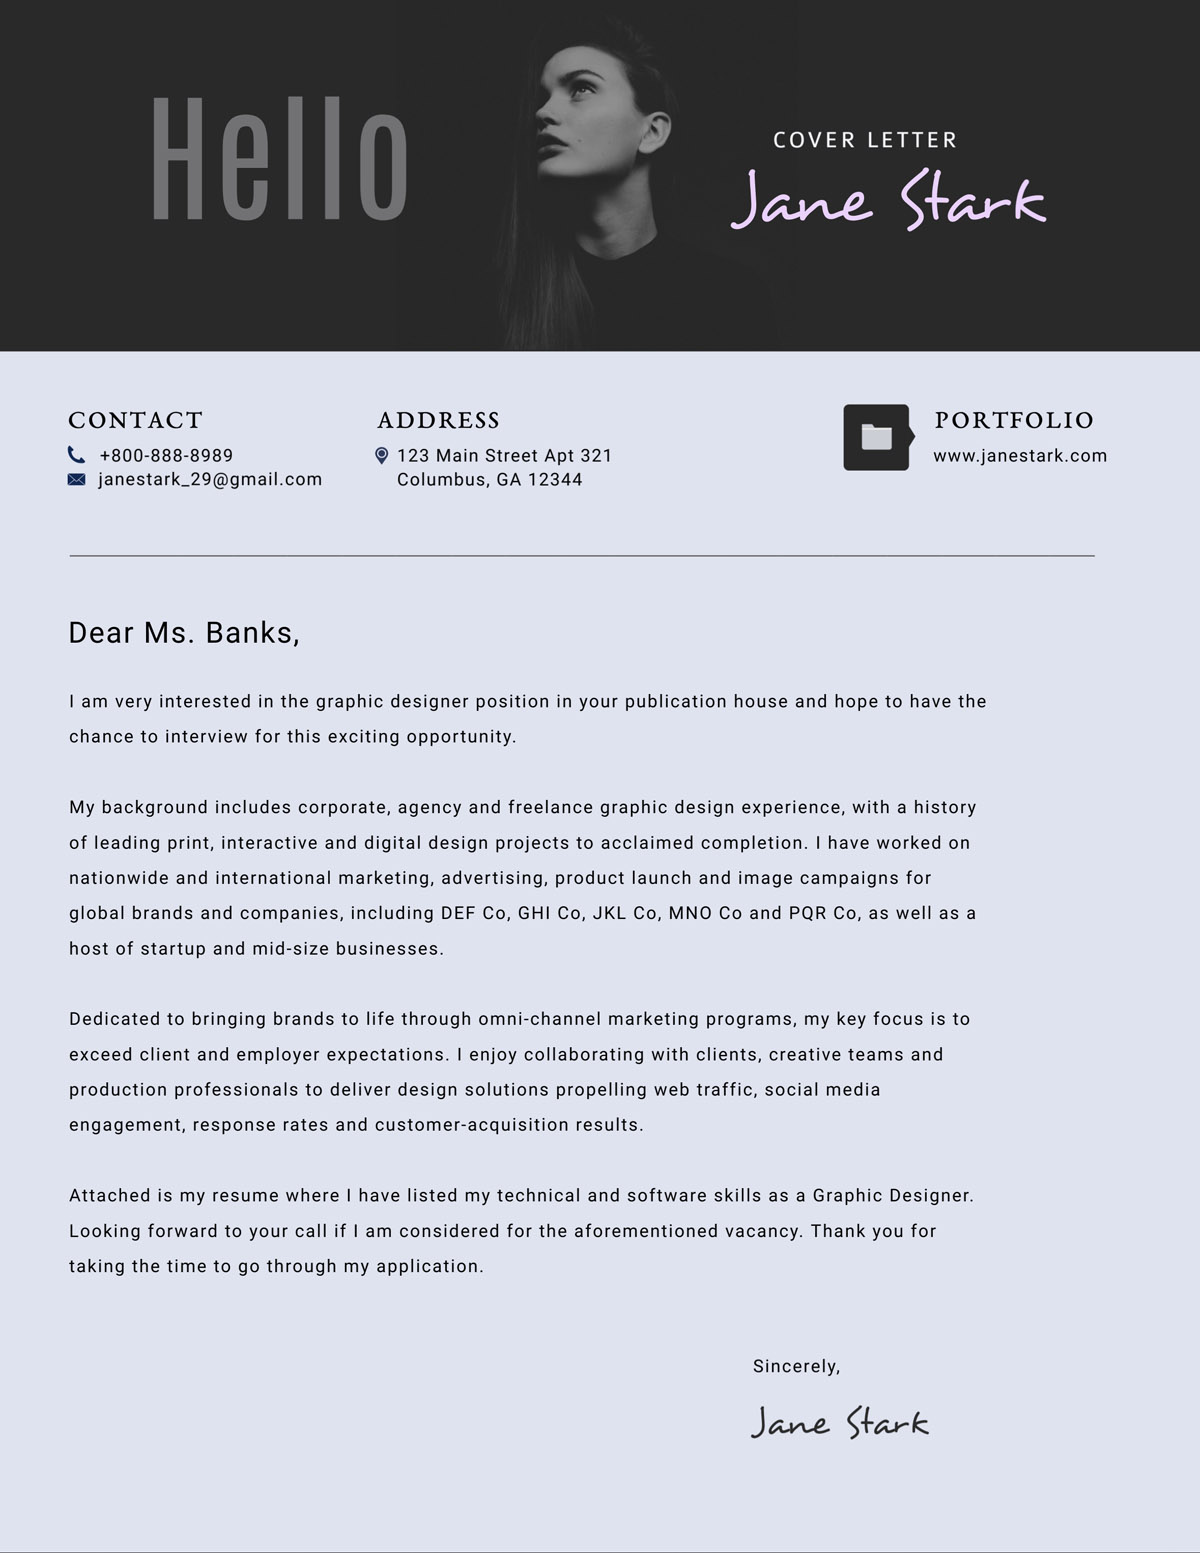 Hello
COVER LETTER
Jane Stark
CONTACT
+800-888-8989
janestark_29@gmail.com
ADDRESS
123 Main Street Apt 321
Columbus, GA 12344
PORTFOLIO
www.janestark.com
Dear Ms. Banks,
I am very interested in the graphic designer position in your publication house and hope to have the
chance to interview for this exciting opportunity.
My background includes corporate, agency and freelance graphic design experience, with a history
of leading print, interactive and digital design projects to acclaimed completion. I have worked on
nationwide and international marketing, advertising, product launch and image campaigns for
global brands and companies, including DEF Co, GHI Co, JKL Co, MNO Co and PQR Co, as well as a
host of startup and mid-size businesses.
Dedicated to bringing brands to life through omni-channel marketing programs, my key focus is to
exceed client and employer expectations. I enjoy collaborating with clients, creative teams and
production professionals to deliver design solutions propelling web traffic, social media
engagement, response rates and customer-acquisition results.
Attached is my resume where I have listed my technical and software skills as a Graphic Designer.
Looking forward to your call if I am considered for the aforementioned vacancy. Thank you for
taking the time to go through my application.
Sincerely,
Jane Stark